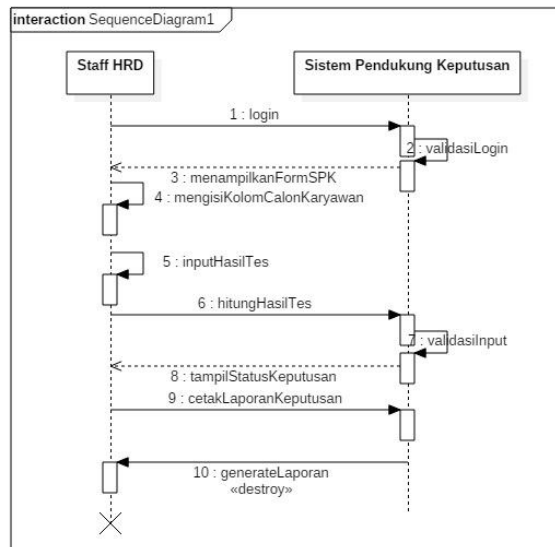 interaction SequenceDiagram1
Staff HRD
Sistem Pendukung Keputusan
1 : login
2 : validasiLogin
3 : menampilkanFormSPK
4 : mengisiKolomCalonKaryawan
5 : inputHasilTes
6 : hitungHasilTes
7 : validasiInput
8 : tampilStatusKeputusan
9 : cetakLaporanKeputusan
10 : generateLaporan
«destroy»